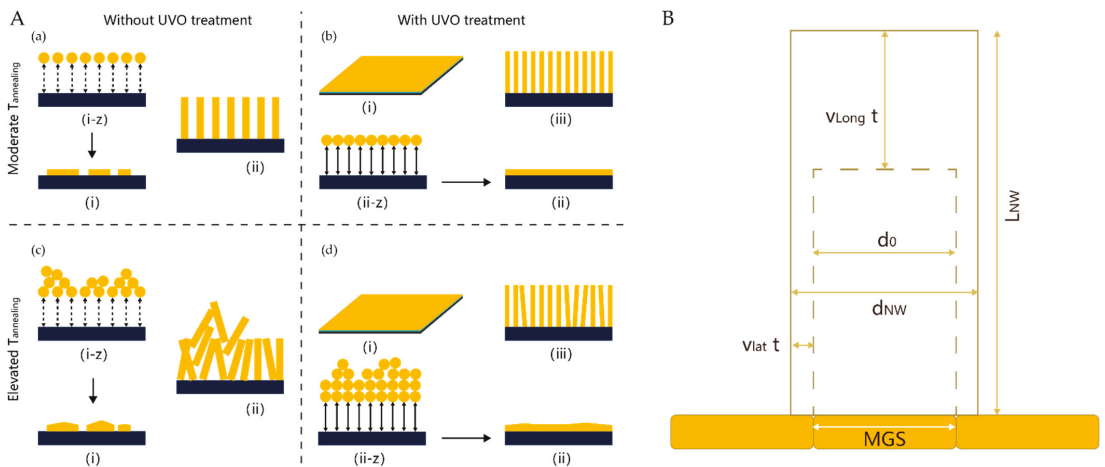 A
Without UVO treatment
With UVO treatment
Moderate Tannealing
(a)
(i-z)
(i)
(ii)
(b)
(i)
(iii)
(ii-z)
(ii)
Elevated Tannealing
(c)
(i-z)
(i)
(ii)
(d)
(i)
(iii)
(ii-z)
(ii)
B
vLong t
LNW
d0
dNW
vlat t
MGS